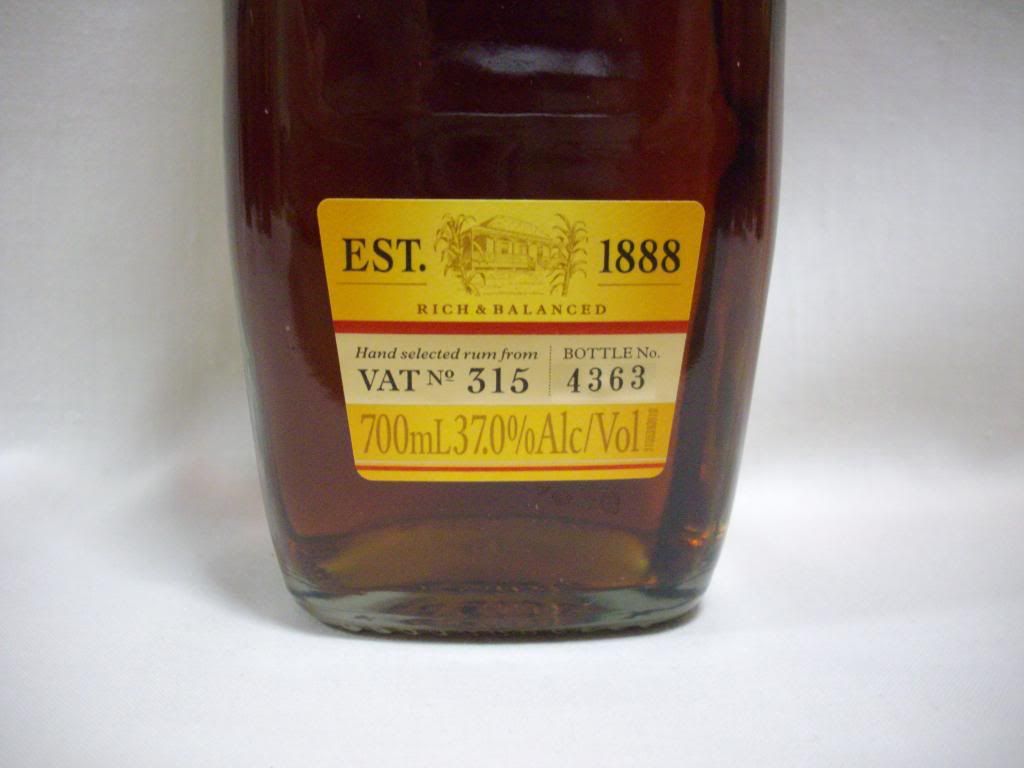 EST. 1888
RICH & BALANCED
Hand selected rum from
VAT Nº 315
BOTTLE No.
4363
700mL 37.0% Alc/Vol